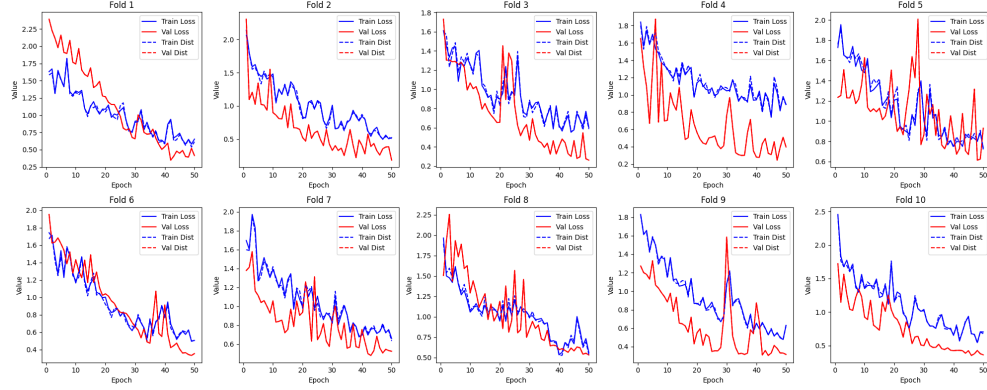 Fold 1
Value
2.25
2.00
1.75
1.50
1.25
1.00
0.75
0.50
0.25
0
10
20
30
40
50
Epoch
Train Loss
Val Loss
Train Dist
Val Dist
Fold 2
Value
2.0
1.5
1.0
0.5
0
10
20
30
40
50
Epoch
Train Loss
Val Loss
Train Dist
Val Dist
Fold 3
Value
1.8
1.6
1.4
1.2
1.0
0.8
0.6
0.4
0.2
0
10
20
30
40
50
Epoch
Train Loss
Val Loss
Train Dist
Val Dist
Fold 4
Value
1.8
1.6
1.4
1.2
1.0
0.8
0.6
0.4
0.2
0
10
20
30
40
50
Epoch
Train Loss
Val Loss
Train Dist
Val Dist
Fold 5
Value
2.0
1.8
1.6
1.4
1.2
1.0
0.8
0.6
0
10
20
30
40
50
Epoch
Train Loss
Val Loss
Train Dist
Val Dist
Fold 6
Value
2.0
1.8
1.6
1.4
1.2
1.0
0.8
0.6
0.4
0
10
20
30
40
50
Epoch
Train Loss
Val Loss
Train Dist
Val Dist
Fold 7
Value
2.0
1.8
1.6
1.4
1.2
1.0
0.8
0.6
0
10
20
30
40
50
Epoch
Train Loss
Val Loss
Train Dist
Val Dist
Fold 8
Value
2.25
2.00
1.75
1.50
1.25
1.00
0.75
0.50
0
10
20
30
40
50
Epoch
Train Loss
Val Loss
Train Dist
Val Dist
Fold 9
Value
1.8
1.6
1.4
1.2
1.0
0.8
0.6
0.4
0
10
20
30
40
50
Epoch
Train Loss
Val Loss
Train Dist
Val Dist
Fold 10
Value
2.5
2.0
1.5
1.0
0.5
0
10
20
30
40
50
Epoch
Train Loss
Val Loss
Train Dist
Val Dist